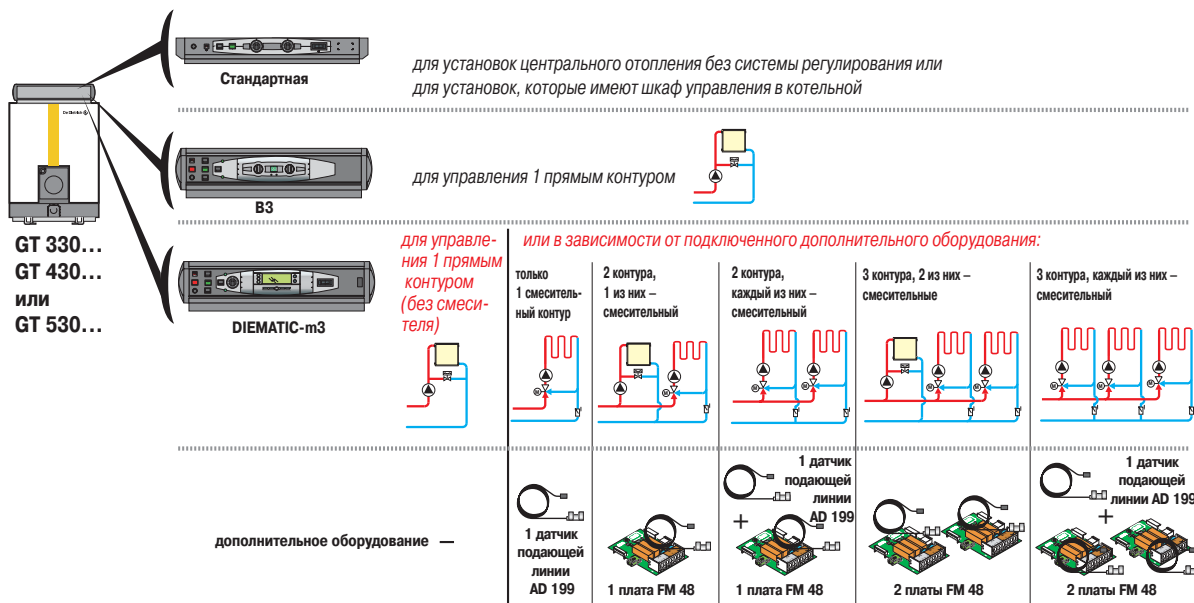 De Dietrich
GT 330...
GT 430...
или
GT 530...
Стандартная
для установок центрального отопления без системы регулирования или
для установок, которые имеют шкаф управления в котельной
B3
для управления 1 прямым контуром
DIEMATIC-m3
для управле-
ния 1 прямым
контуром
(без смеси-
теля)
или в зависимости от подключенного дополнительного оборудования:
только
1 смеситель-
ный контур
2 контура,
1 из них –
смесительный
2 контура,
каждый из них –
смесительный
3 контура, 2 из них –
смесительные
3 контура, каждый из них –
смесительный
M
M
M
M
M
M
M
M
M
дополнительное оборудование —
1 датчик
подающей
линии
AD 199
1 плата FM 48
1 датчик
подающей
линии
AD 199
+
1 плата FM 48
2 платы FM 48
1 датчик
подающей
линии AD 199
+
2 платы FM 48